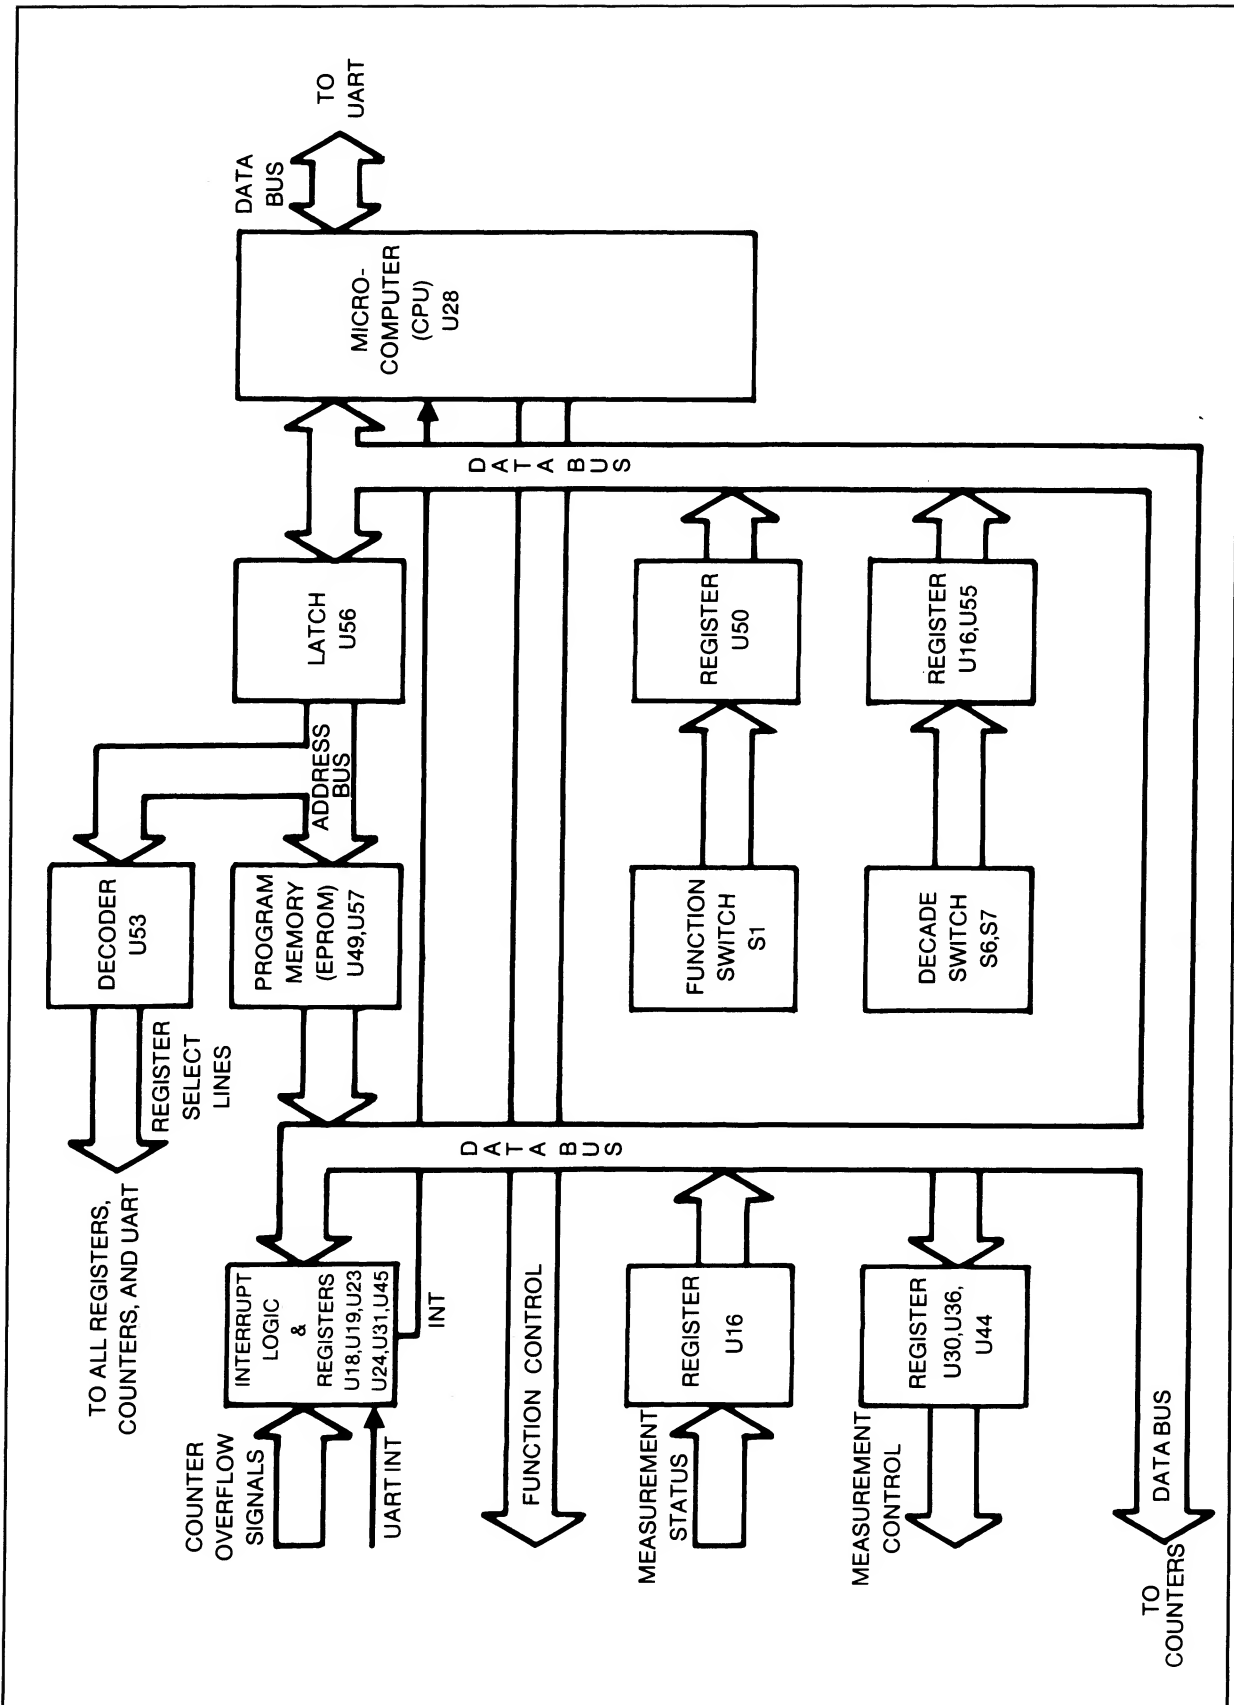 TO ALL REGISTERS,
COUNTERS, AND UART
REGISTER
SELECT
LINES
DECODER
U53
COUNTER
OVERFLOW
SIGNALS
UART INT
INTERRUPT
LOGIC
&
REGISTERS
U18,U19,U23
U24,U31,U45
INT
PROGRAM
MEMORY
(EPROM)
U49,U57
ADDRESS
BUS
LATCH
U56
MICRO-
COMPUTER
(CPU)
U28
DATA
BUS
TO
UART
FUNCTION CONTROL
DATA BUS
DATA BUS
MEASUREMENT
STATUS
REGISTER
U16
FUNCTION
SWITCH
S1
REGISTER
U50
MEASUREMENT
CONTROL
REGISTER
U30,U36,
U44
DECADE
SWITCH
S6,S7
REGISTER
U16,U55
TO
COUNTERS
DATA BUS